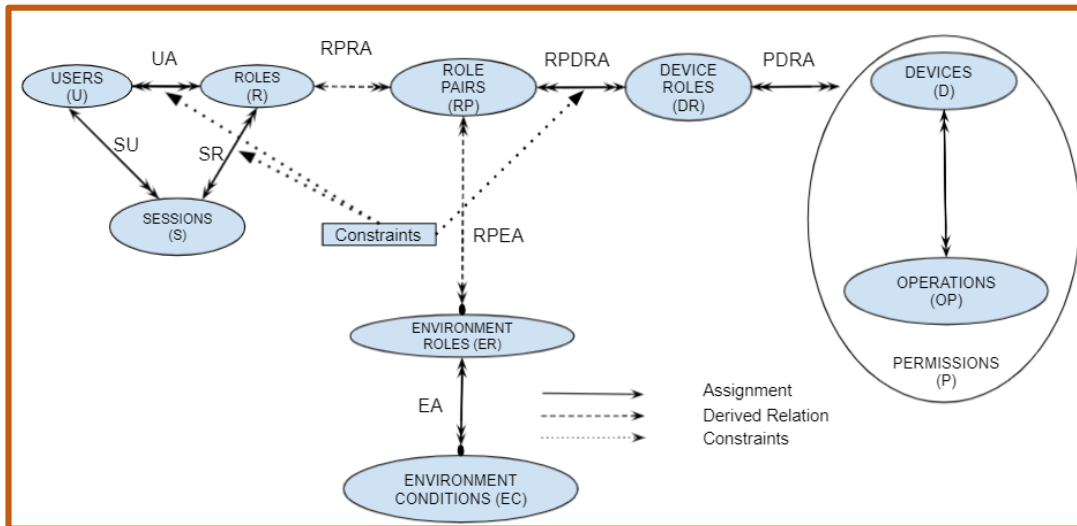 UA
RPRA
RPDRA
PDRA
USERS
(U)
ROLES
(R)
ROLE
PAIRS
(RP)
DEVICE
ROLES
(DR)
DEVICES
(D)
SU
SR
SESSIONS
(S)
Constraints
RPEA
OPERATIONS
(OP)
ENVIRONMENT
ROLES (ER)
PERMISSIONS
(P)
EA
Assignment
Derived Relation
Constraints
ENVIRONMENT
CONDITIONS (EC)